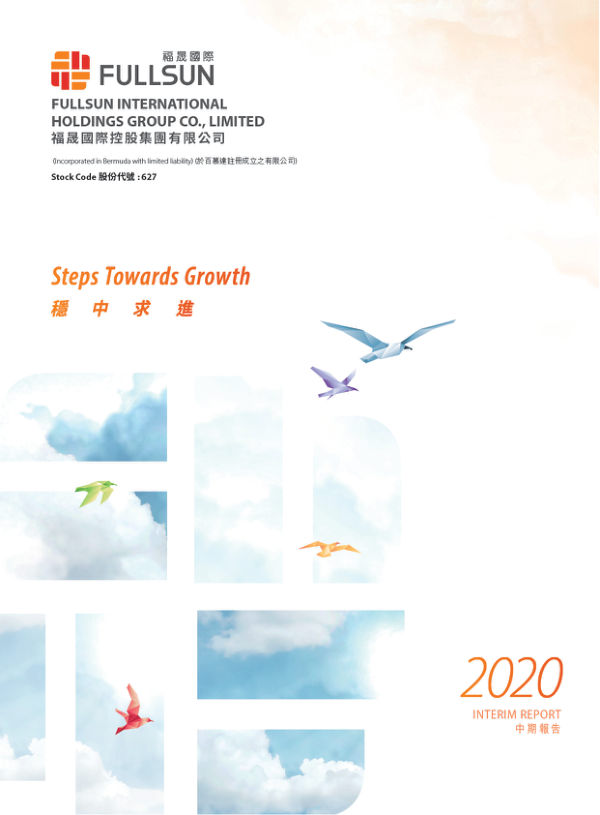 福晟國際
FULLSUN
FULLSUN INTERNATIONAL
HOLDINGS GROUP CO., LIMITED
福晟國際控股集團有限公司
(Incorporated in Bermuda with limited liability) (於百慕達註冊成立之有限公司)
Stock Code 股份代號 : 627
Steps Towards Growth
穩中求進
2020
INTERIM REPORT
中期報告